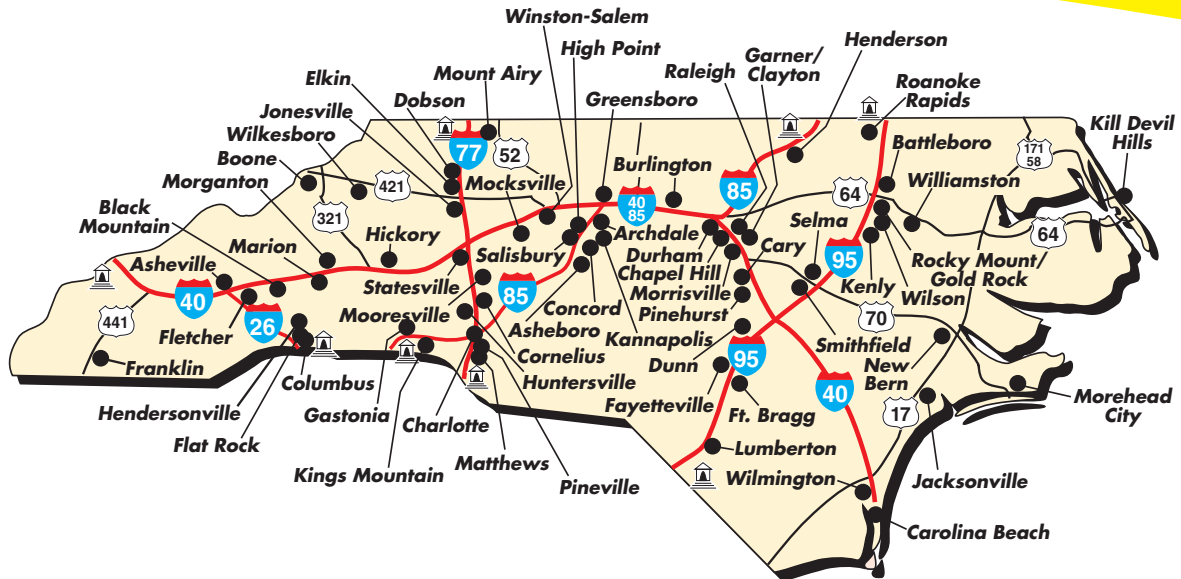 Winston-Salem
High Point
Garner/
Clayton
Henderson
Raleigh
Elkin
Mount Airy
Dobson
Greensboro
Roanoke
Rapids
Jonesville
Wilkesboro
Boone
Morganton
Kill Devil
Hills
77
52
421
321
Mocksville
Burlington
85
40
85
Battleboro
171
58
64
Williamston
Black
Mountain
Marion
Hickory
Salisbury
Archdale
Durham
Chapel Hill
Cary
Selma
95
64
Rocky Mount/
Gold Rock
Asheville
Statesville
85
Concord
Morrisville
Kenly
Wilson
40
441
26
Fletcher
Mooresville
Asheboro
Pinehurst
70
Kannapolis
Cornelius
Smithfield
Franklin
Columbus
Huntersville
Dunn
95
New
Bern
Hendersonville
Gastonia
Charlotte
Fayetteville
Ft. Bragg
40
17
Morehead
City
Flat Rock
Kings Mountain
Matthews
Pineville
Lumberton
Wilmington
Jacksonville
Carolina Beach